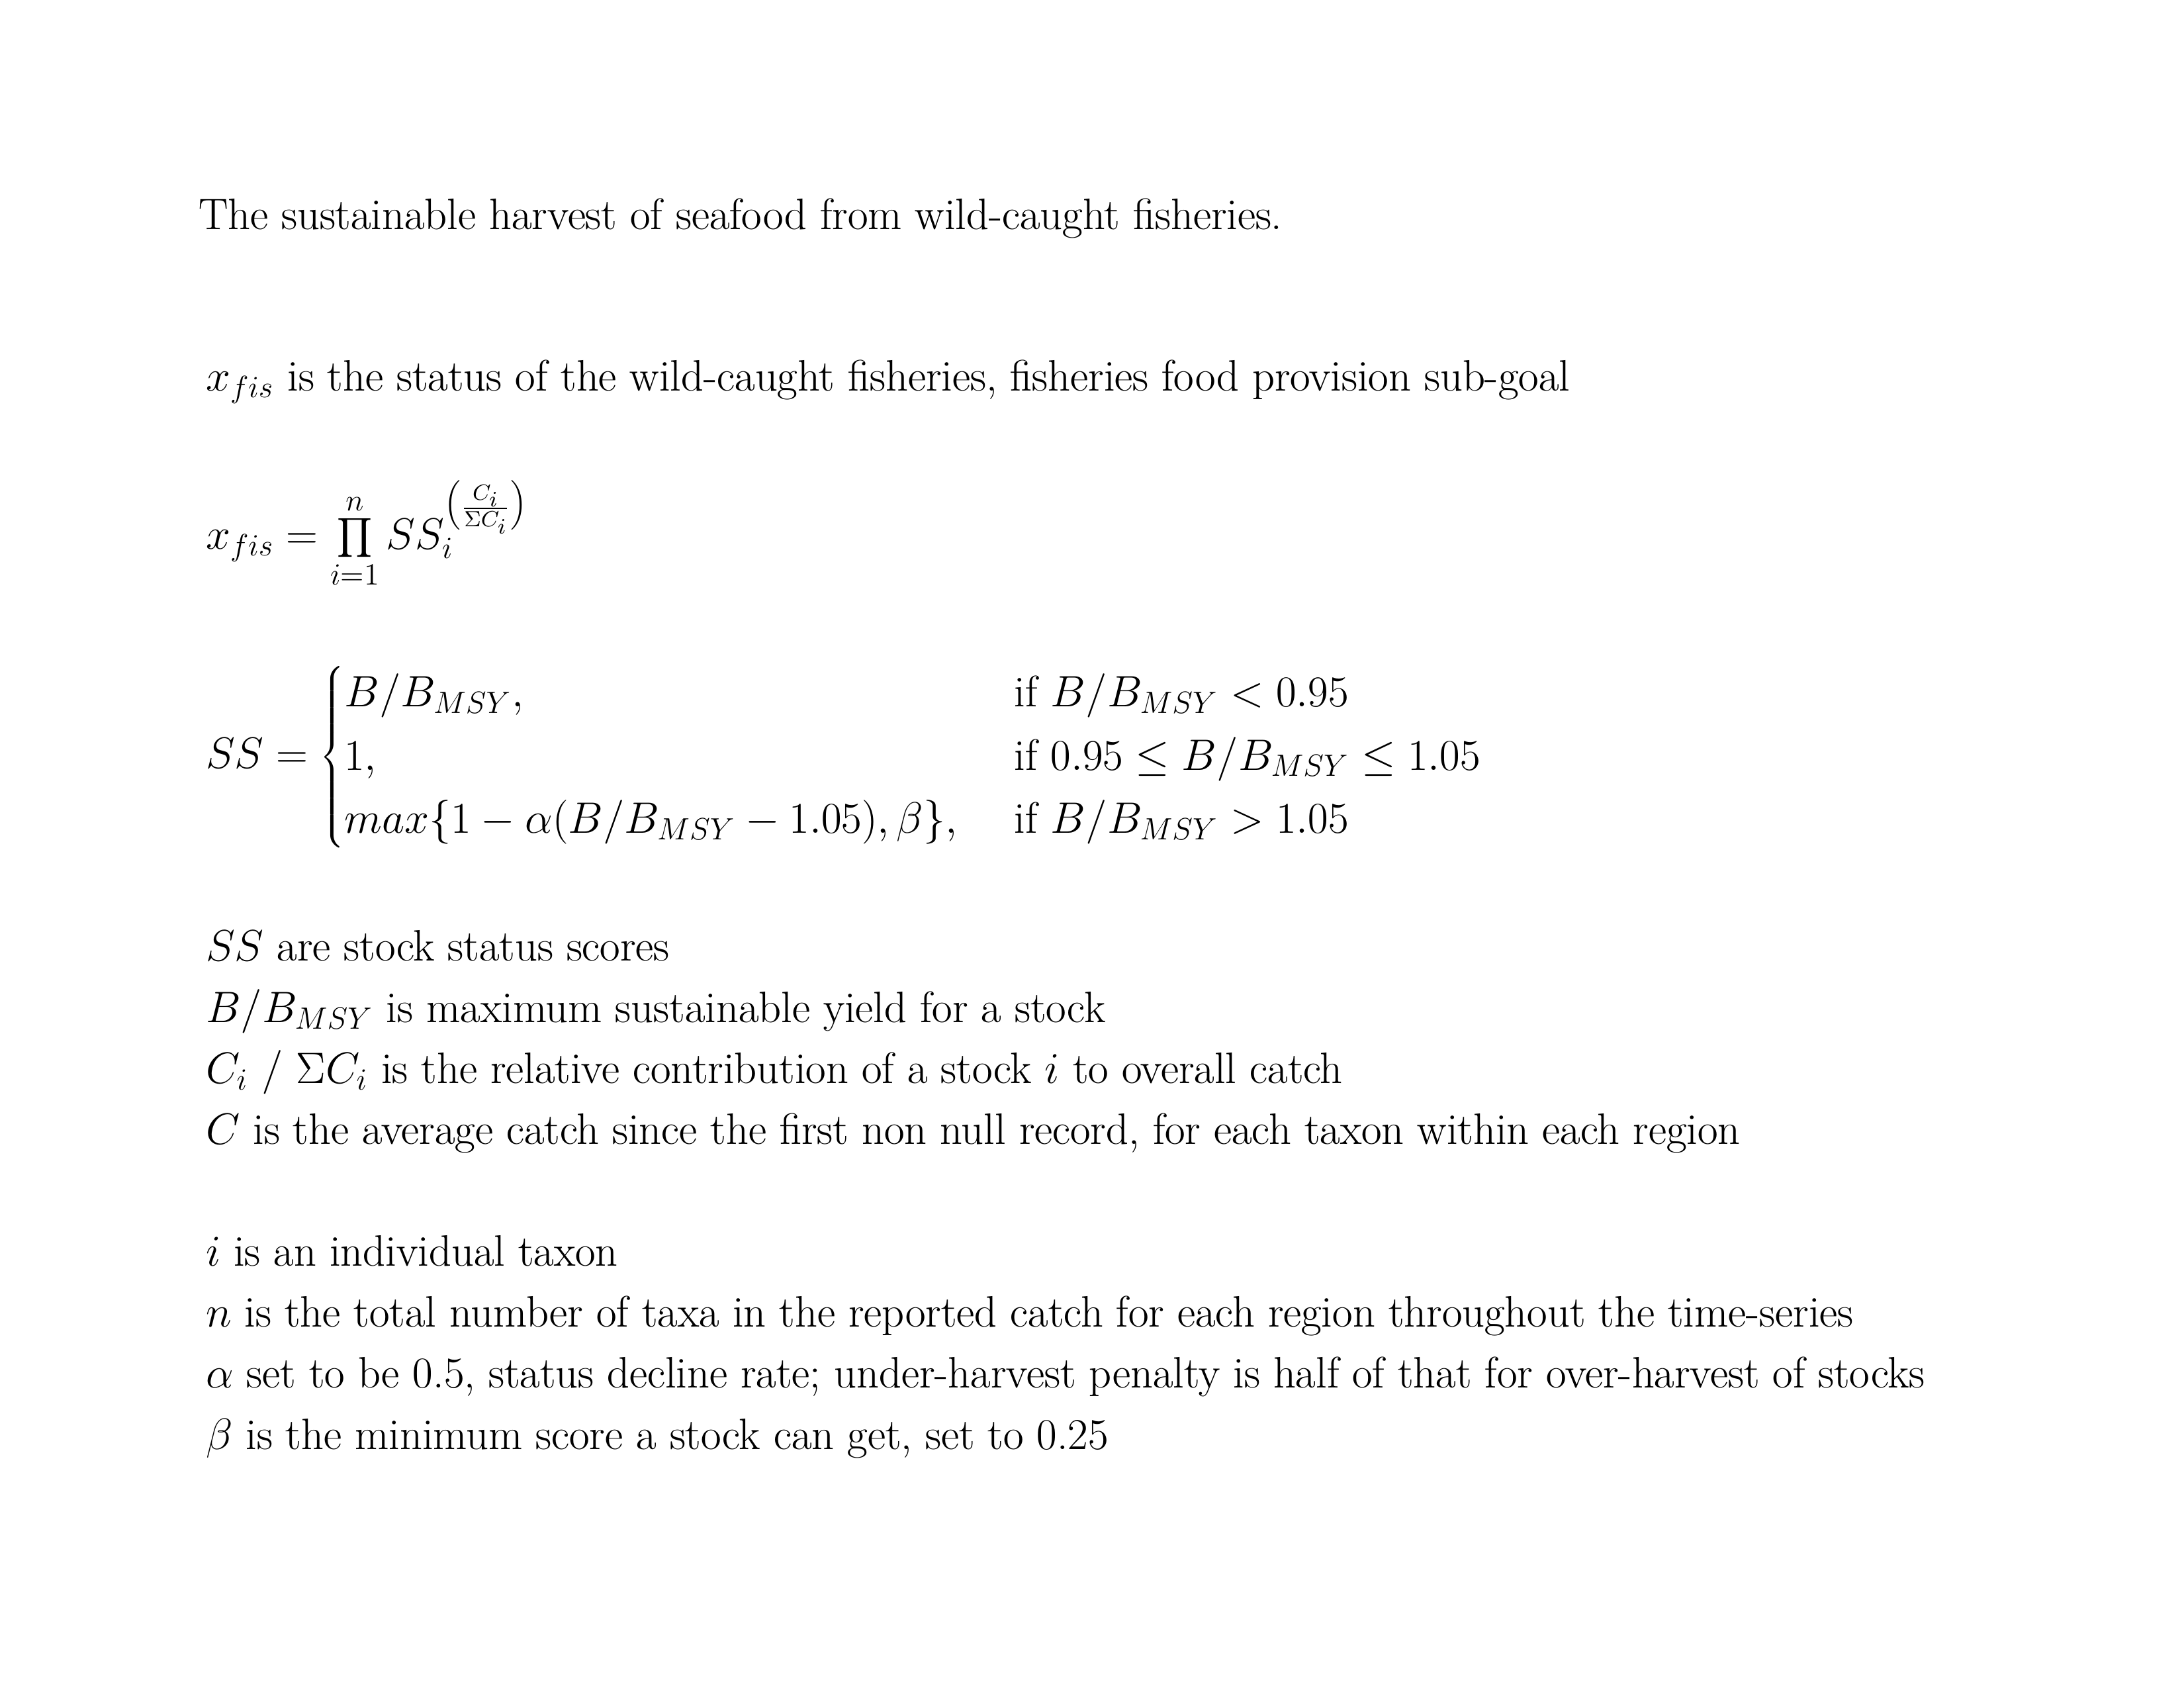 The sustainable harvest of seafood from wild-caught fisheries.
$x_{fis}$ is the status of the wild-caught fisheries, fisheries food provision sub-goal
$x_{fis} = \prod_{i=1}^{n} SS_i^{\left(\frac{C_i}{\Sigma C_i}\right)}$
$SS = \begin{cases} B/B_{MSY}, & \text{if } B/B_{MSY} < 0.95 \\ 1, & \text{if } 0.95 \leq B/B_{MSY} \leq 1.05 \\ max\{1 - \alpha(B/B_{MSY} - 1.05), \beta\}, & \text{if } B/B_{MSY} > 1.05 \end{cases}$
$SS$ are stock status scores
$B/B_{MSY}$ is maximum sustainable yield for a stock
$C_i$ / $\Sigma C_i$ is the relative contribution of a stock $i$ to overall catch
$C$ is the average catch since the first non null record, for each taxon within each region
$i$ is an individual taxon
$n$ is the total number of taxa in the reported catch for each region throughout the time-series
$\alpha$ set to be 0.5, status decline rate; under-harvest penalty is half of that for over-harvest of stocks
$\beta$ is the minimum score a stock can get, set to 0.25